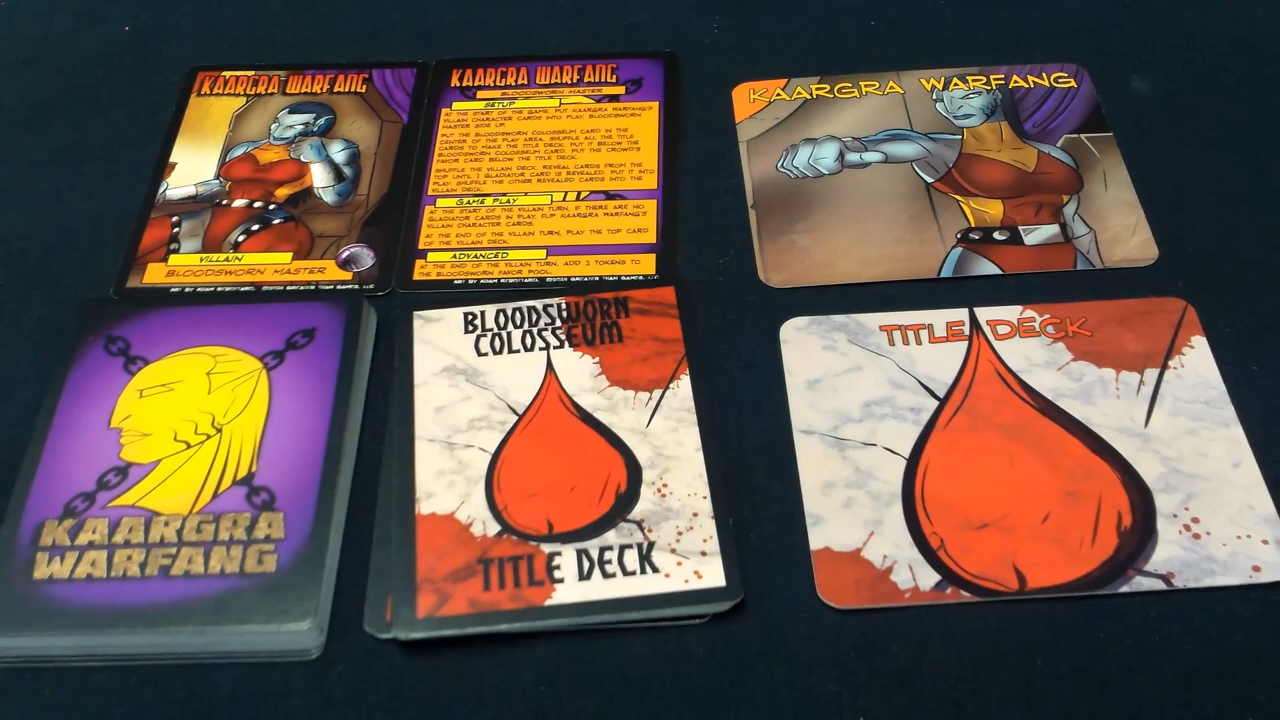 KAARGRA WARFANG
VILLAIN
BLOODSWORN MASTER
KAARGRA WARFANG
BLOODSWORN MASTER
SETUP
AT THE START OF THE GAME, PUT KAARGRA WARFANG'S
VILLAIN CHARACTER CARDS INTO PLAY, BLOODSWORN
MASTER SIDE UP.
PUT THE BLOODSWORN COLOSSEUM CARD IN THE
CENTER OF THE PLAY AREA. SHUFFLE ALL THE TITLE
CARDS TO MAKE THE TITLE DECK. PUT IT BELOW THE
BLOODSWORN COLOSSEUM CARD. PUT THE CROWD'S
FAVOR CARD BELOW THE TITLE DECK.
SHUFFLE THE VILLAIN DECK. REVEAL CARDS FROM THE
TOP UNTIL 1 GLADIATOR CARD IS REVEALED. PUT IT INTO
PLAY. SHUFFLE THE OTHER REVEALED CARDS INTO THE
VILLAIN DECK.
GAME PLAY
AT THE START OF THE VILLAIN TURN, IF THERE ARE NO
GLADIATOR CARDS IN PLAY, FLIP KAARGRA WARFANG'S
VILLAIN CHARACTER CARDS.
AT THE END OF THE VILLAIN TURN, PLAY THE TOP CARD
OF THE VILLAIN DECK.
ADVANCED
AT THE END OF THE VILLAIN TURN, ADD 3 TOKENS TO
THE BLOODSWORN FAVOR POOL.
KAARGRA WARFANG
KAARGRA
WARFANG
BLOODSWORN
COLOSSEUM
TITLE DECK
TITLE DECK